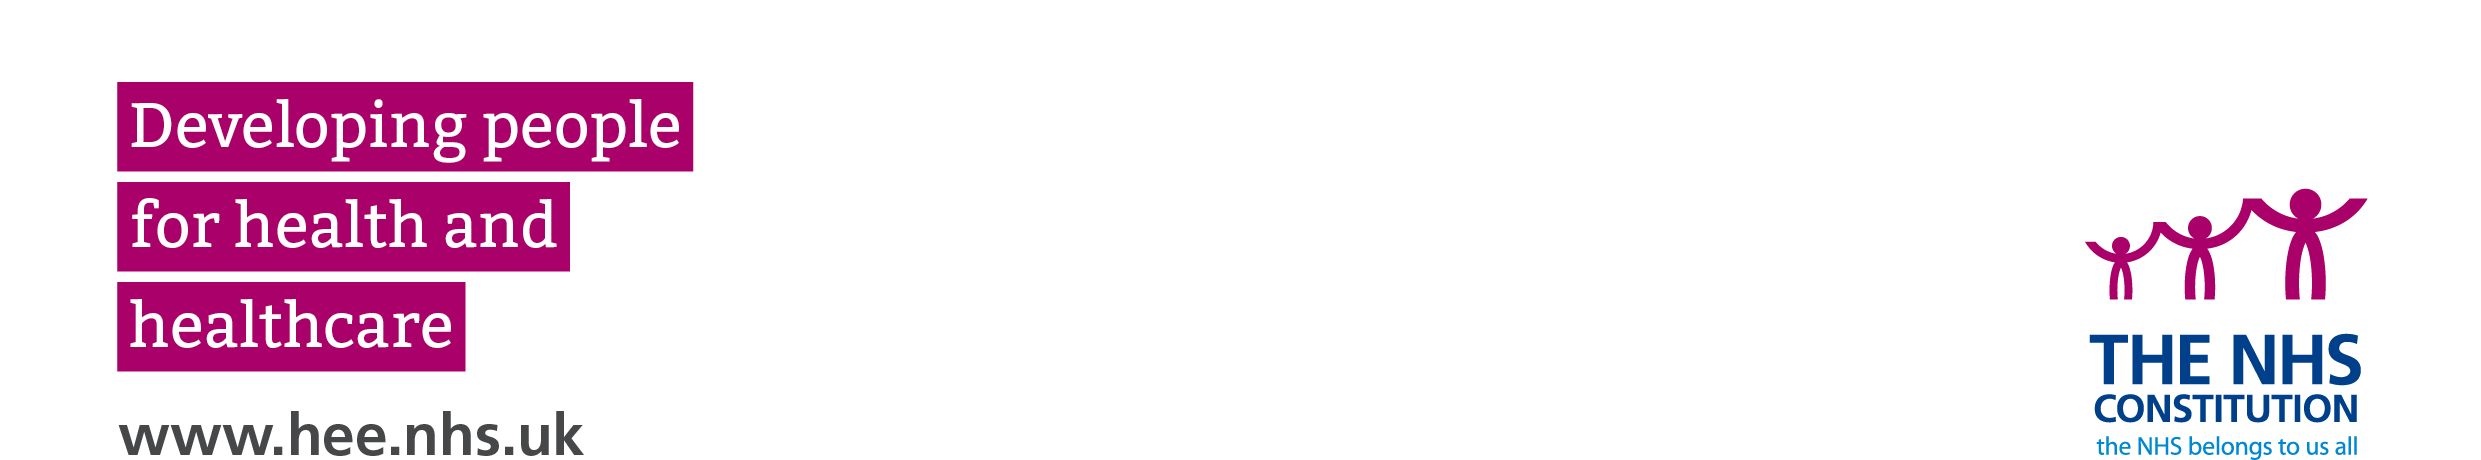 Developing people
for health and
healthcare
www.hee.nhs.uk
THE NHS
CONSTITUTION
the NHS belongs to us all